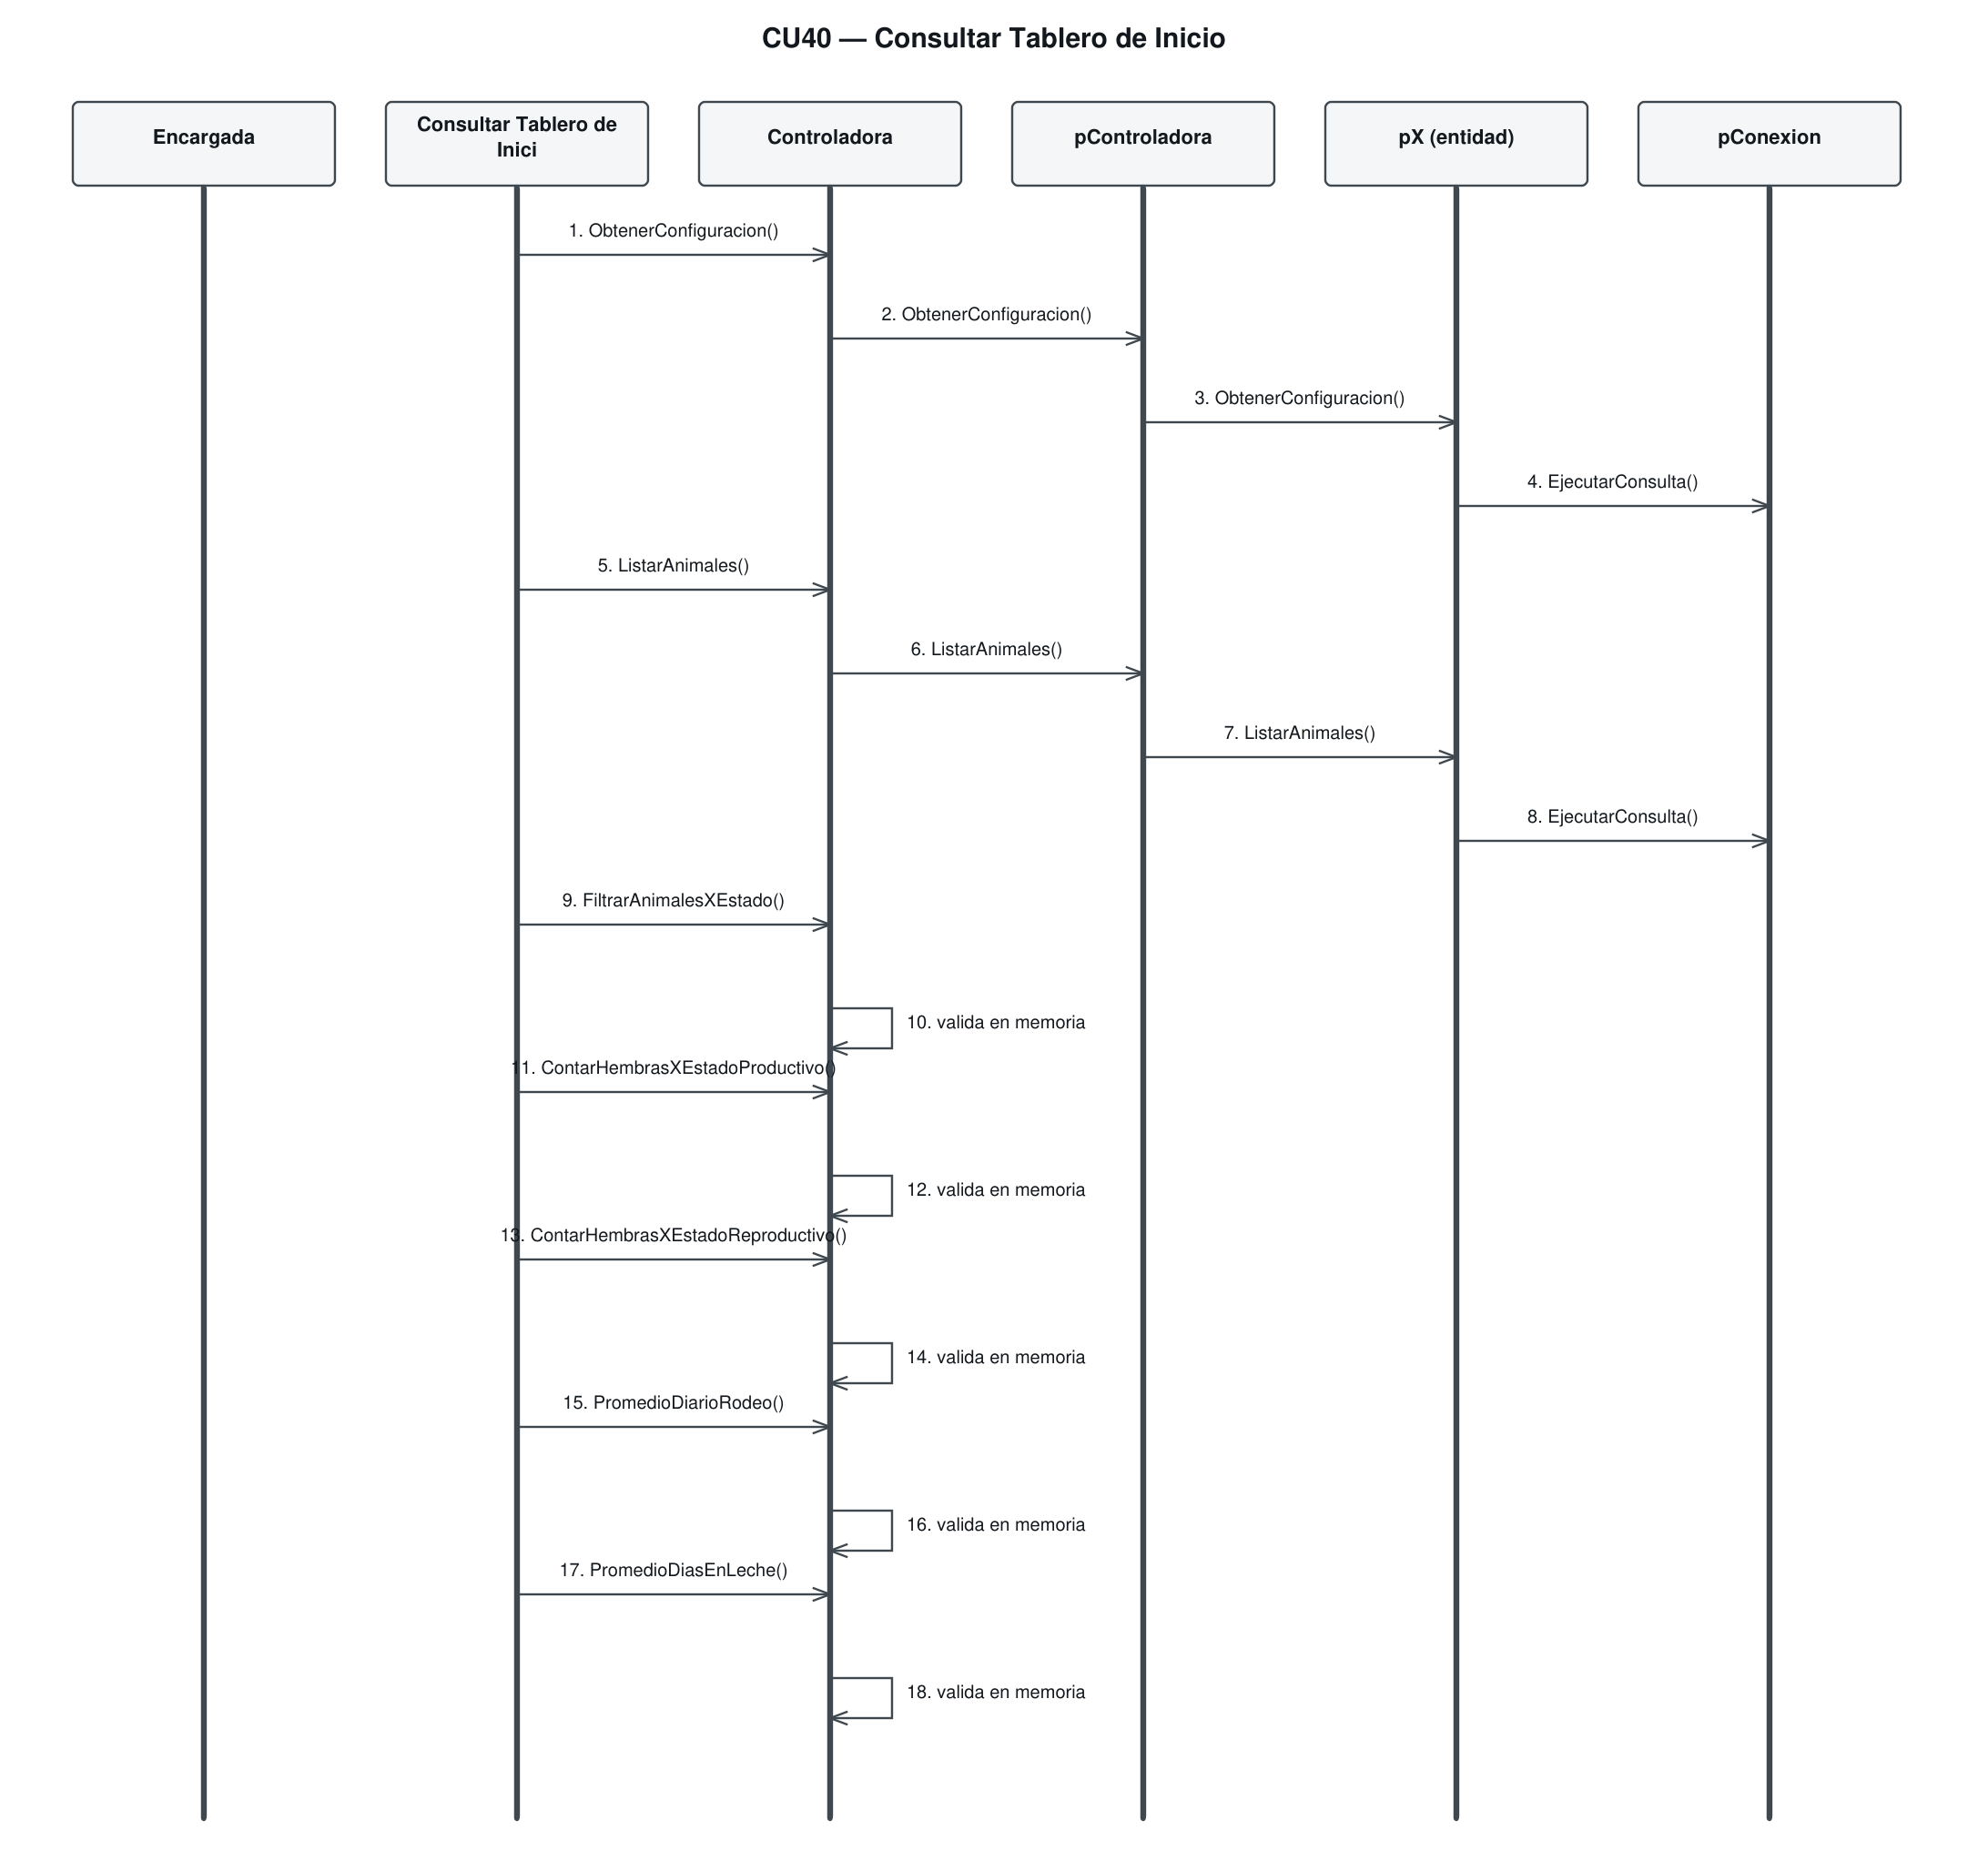 CU40 — Consultar Tablero de Inicio
Encargada
Consultar Tablero de
Inici
Controladora
pControladora
pX (entidad)
pConexion
1. ObtenerConfiguracion()
2. ObtenerConfiguracion()
3. ObtenerConfiguracion()
4. EjecutarConsulta()
5. ListarAnimales()
6. ListarAnimales()
7. ListarAnimales()
8. EjecutarConsulta()
9. FiltrarAnimalesXEstado()
10. valida en memoria
11. ContarHembrasXEstadoProductivo()
12. valida en memoria
13. ContarHembrasXEstadoReproductivo()
14. valida en memoria
15. PromedioDiarioRodeo()
16. valida en memoria
17. PromedioDiasEnLeche()
18. valida en memoria